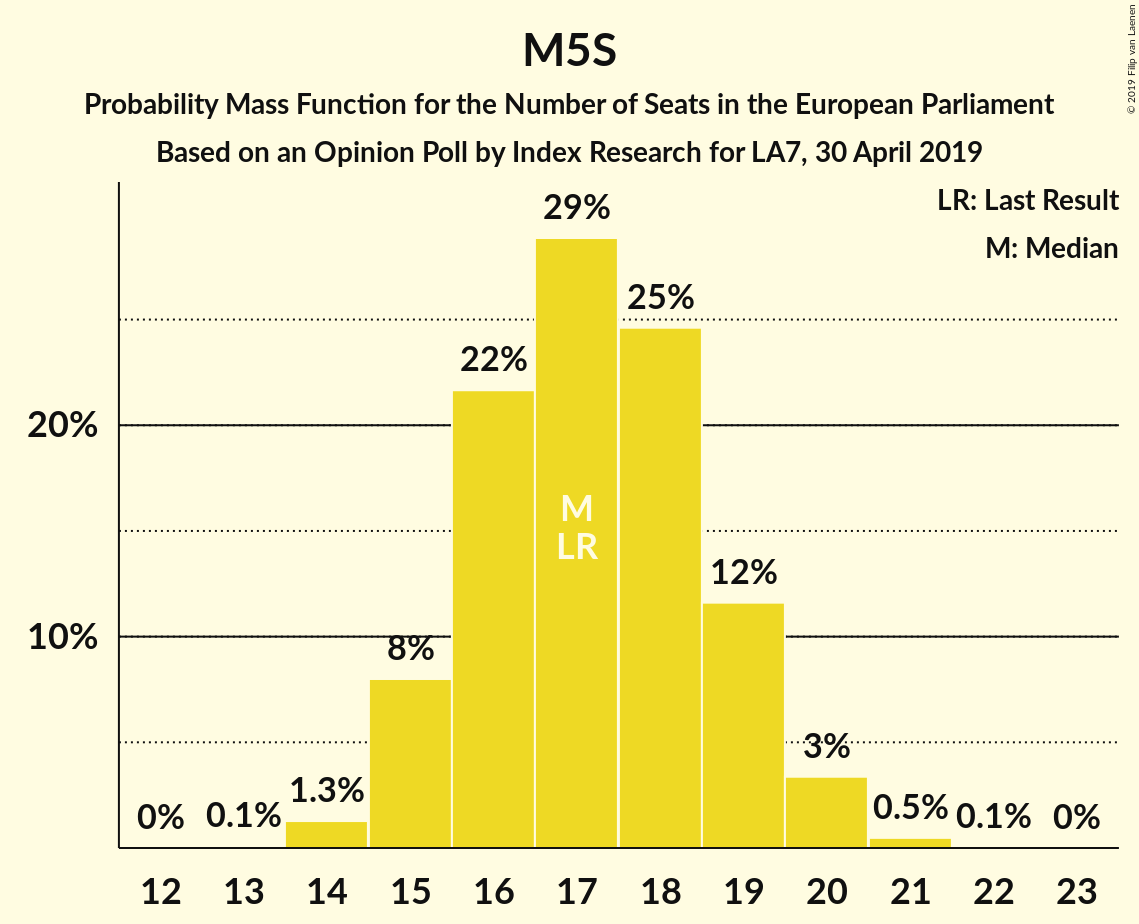 M5S
Probability Mass Function for the Number of Seats in the European Parliament
Based on an Opinion Poll by Index Research for LA7, 30 April 2019
© 2019 Filip van Laenen
LR: Last Result
M: Median
20%
10%
0%
0.1%
1.3%
8%
22%
29%
25%
12%
3%
0.5%
0.1%
0%
M
LR
12 13 14 15 16 17 18 19 20 21 22 23